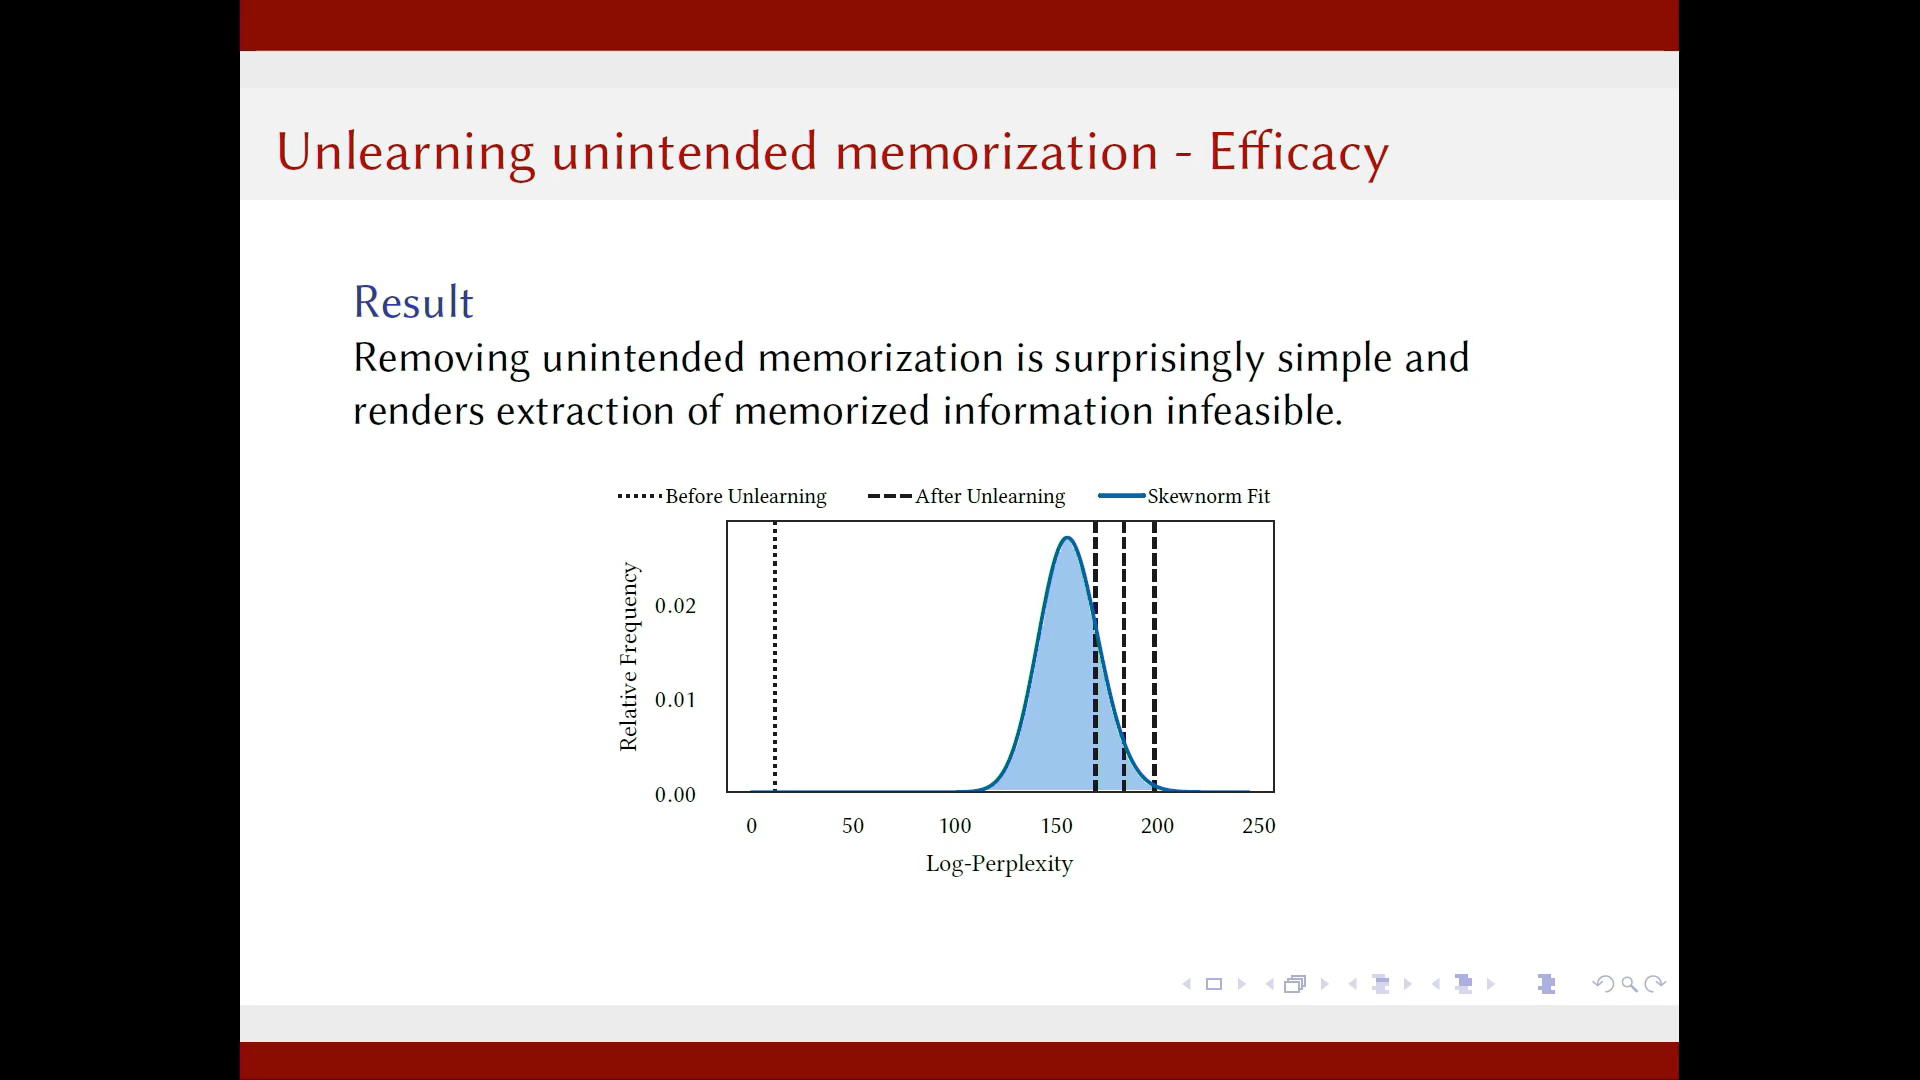 Unlearning unintended memorization - Efficacy
Result
Removing unintended memorization is surprisingly simple and
renders extraction of memorized information infeasible.
Before Unlearning After Unlearning Skewnorm Fit
Relative Frequency
0.02
0.01
0.00
0 50 100 150 200 250
Log-Perplexity